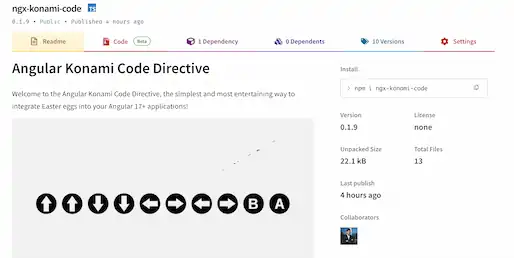 ngx-konami-code TS
0.1.9 • Public • Published 4 hours ago
Readme
Code Beta
1 Dependency
0 Dependents
10 Versions
Settings
Angular Konami Code Directive
Welcome to the Angular Konami Code Directive, the simplest and most entertaining way to
integrate Easter eggs into your Angular 17+ applications!
B A
Install
> npm i ngx-konami-code
Version
License
0.1.9
none
Unpacked Size
Total Files
22.1 kB
13
Last publish
4 hours ago
Collaborators